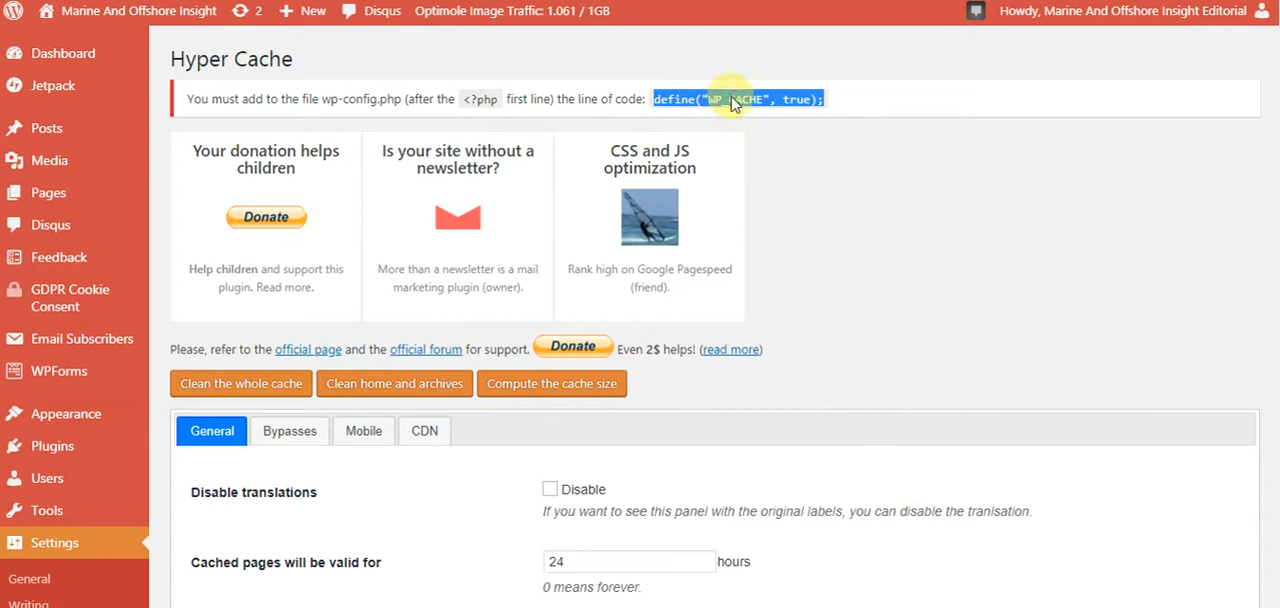 Marine And Offshore Insight 2 New Disqus Optimole Image Traffic: 1.061 / 1GB Howdy, Marine And Offshore Insight Editorial
Dashboard
Jetpack
Posts
Media
Pages
Disqus
Feedback
GDPR Cookie
Consent
Email Subscribers
WPForms
Appearance
Plugins
Users
Tools
Settings
General
Writing
Hyper Cache
You must add to the file wp-config.php (after the <?php first line) the line of code: define("WP_CACHE", true);
Your donation helps
children
Donate
Help children and support this
plugin. Read more.
Is your site without a
newsletter?
More than a newsletter is a mail
marketing plugin (owner).
CSS and JS
optimization
Rank high on Google Pagespeed
(friend).
Please, refer to the official page and the official forum for support. Donate Even 2$ helps! (read more)
Clean the whole cache Clean home and archives Compute the cache size
General Bypasses Mobile CDN
Disable translations Disable
If you want to see this panel with the original labels, you can disable the tranlsation.
Cached pages will be valid for 24 hours
0 means forever.